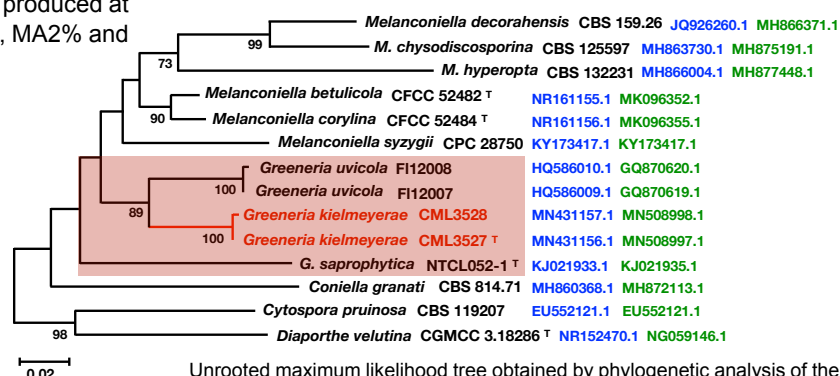 produced at
, MA2% and
Melanconiella decorahensis CBS 159.26 JQ926260.1 MH866371.1
99
M. chysodiscosporina CBS 125597 MH863730.1 MH875191.1
73
M. hyperopta CBS 132231 MH866004.1 MH877448.1
Melanconiella betulicola CFCC 52482 T NR161155.1 MK096352.1
90
Melanconiella corylina CFCC 52484 T NR161156.1 MK096355.1
Melanconiella syzygii CPC 28750 KY173417.1 KY173417.1
Greeneria uvicola FI12008 HQ586010.1 GQ870620.1
100
Greeneria uvicola FI12007 HQ586009.1 GQ870619.1
89
Greeneria kielmeyerae CML3528 MN431157.1 MN508998.1
100
Greeneria kielmeyerae CML3527 T MN431156.1 MN508997.1
G. saprophytica NTCL052-1 T KJ021933.1 KJ021935.1
Coniella granati CBS 814.71 MH860368.1 MH872113.1
Cytospora pruinosa CBS 119207 EU552121.1 EU552121.1
98
Diaporthe velutina CGMCC 3.18286 T NR152470.1 NG059146.1
0.02
Unrooted maximum likelihood tree obtained by phylogenetic analysis of the